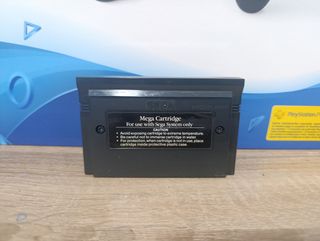 Mega Cartridge
For use with Sega System only
CAUTION
• Avoid exposing cartridge to extreme temperature.
• Be careful not to immerse cartridge in water.
• For protection, when cartridge is not in use, place
cartridge inside protective plastic case.
PlayStation